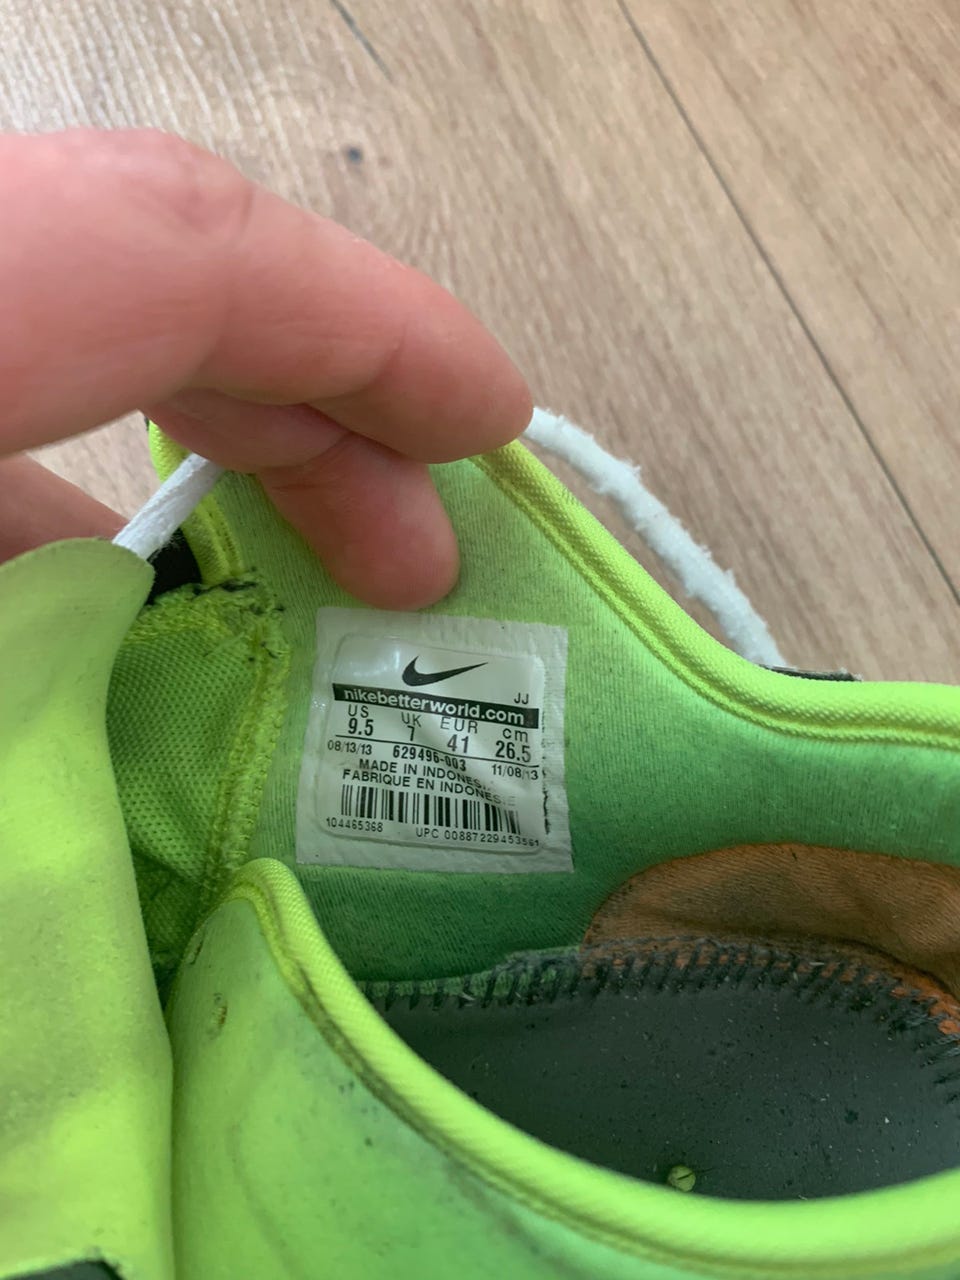 JJ
nikebetterworld.com
US UK EUR cm
9.5 7 41 26.5
08/13/13 629496-003 11/08/13
MADE IN INDONESIA
FABRIQUE EN INDONESIE
104465368 UPC 00887229453561